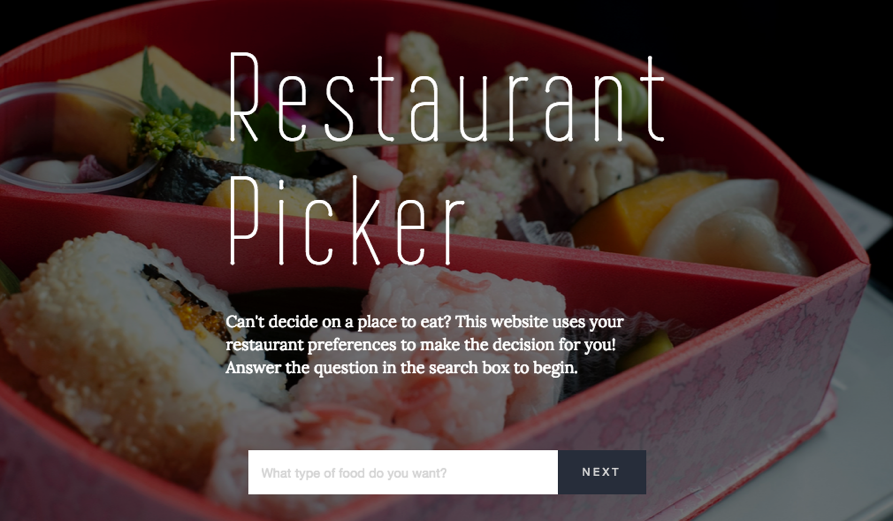 Restaurant
Picker
Can't decide on a place to eat? This website uses your
restaurant preferences to make the decision for you!
Answer the question in the search box to begin.
What type of food do you want?
NEXT